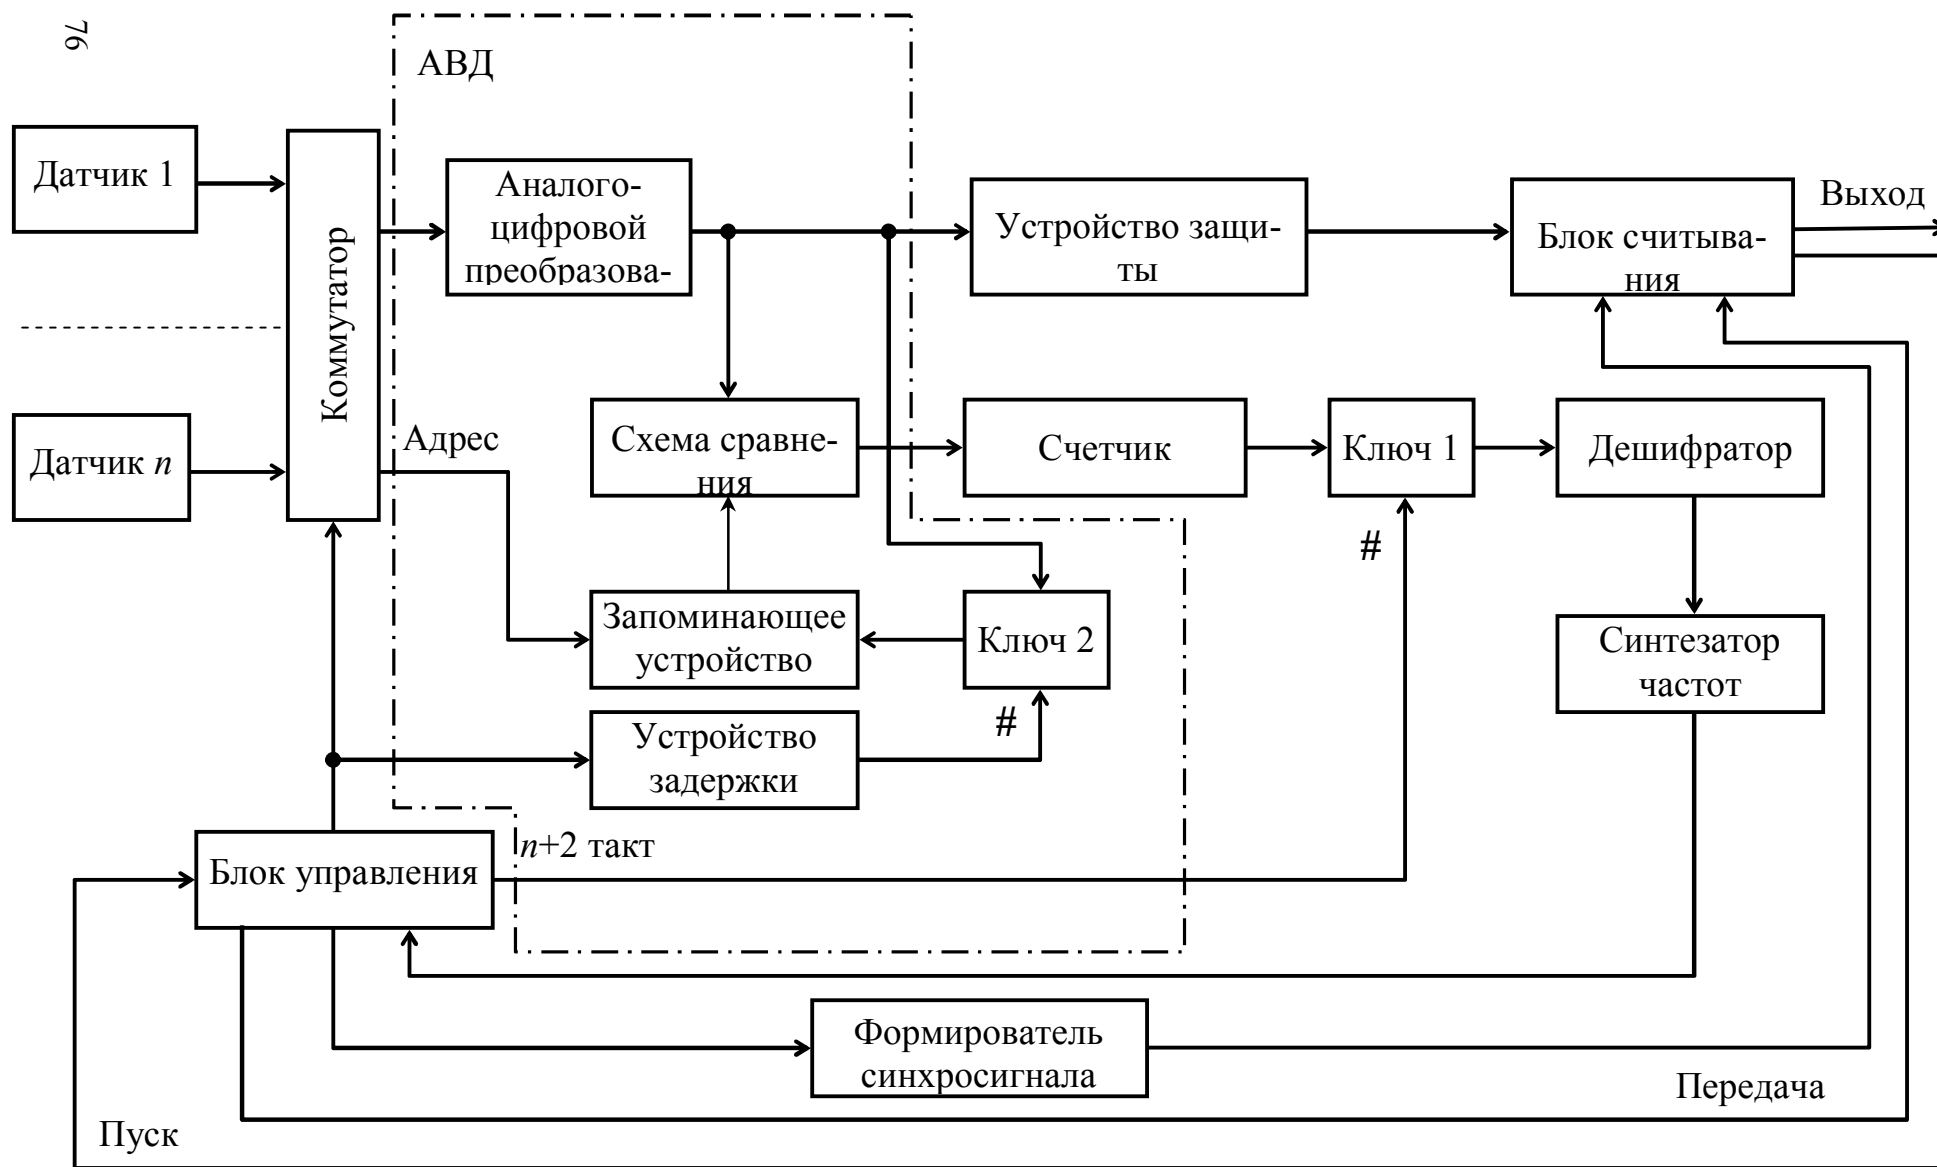 76
АВД
Датчик 1
Коммутатор
Аналого-
цифровой
преобразова-
Устройство защи-
ты
Блок считыва-
ния
Выход
Датчик n
Адрес
Схема сравне-
ния
Счетчик
Ключ 1
Дешифратор
#
Запоминающее
устройство
Ключ 2
#
Синтезатор
частот
Устройство
задержки
n+2 такт
Блок управления
Формирователь
синхросигнала
Передача
Пуск